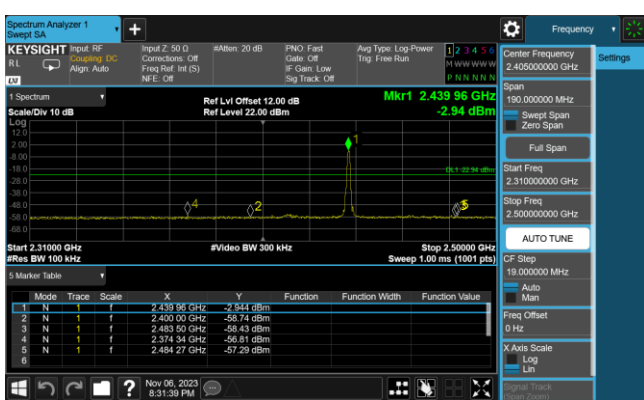 Spectrum Analyzer 1
Swept SA
Frequency
KEYSIGHT
Input: RF
Input Z: 50 Ω
#Atten: 20 dB
PNO: Fast
Avg Type: Log-Power
1 2 3 4 5 6
RL
Coupling: DC
Corrections: Off
Gate: Off
Trig: Free Run
M W W W W W
Align: Auto
Freq Ref: Int (S)
IF Gain: Low
NFE: Off
Sig Track: Off
P N N N N N
LXI
1 Spectrum
Ref Lvl Offset 12.00 dB
Mkr1 2.439 96 GHz
Scale/Div 10 dB
Ref Level 22.00 dBm
-2.94 dBm
Log
12.0
2.00
-8.00
-18.0
-28.0
-38.0
-48.0
-58.0
-68.0
1
DL1 -22.94 dBm
4
2
5
Start 2.31000 GHz
#Video BW 300 kHz
Stop 2.50000 GHz
#Res BW 100 kHz
Sweep 1.00 ms (1001 pts)
5 Marker Table
Mode Trace Scale X Y Function Function Width Function Value
1 N 1 f 2.439 96 GHz -2.944 dBm
2 N 1 f 2.400 00 GHz -58.74 dBm
3 N 1 f 2.483 50 GHz -58.43 dBm
4 N 1 f 2.374 34 GHz -56.81 dBm
5 N 1 f 2.484 27 GHz -57.29 dBm
6
?
Nov 06, 2023
8:31:39 PM
Settings
Center Frequency
2.405000000 GHz
Span
190.000000 MHz
Swept Span
Zero Span
Full Span
Start Freq
2.310000000 GHz
Stop Freq
2.500000000 GHz
AUTO TUNE
CF Step
19.000000 MHz
Auto
Man
Freq Offset
0 Hz
X Axis Scale
Log
Lin
Signal Track
(Span Zoom)